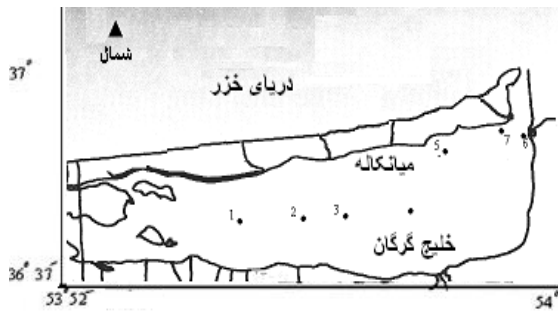 شمال
37°
دریای خزر
میانکاله
5
7
6
1
2
3
خلیج گرگان
36 37'
53 52'
54°